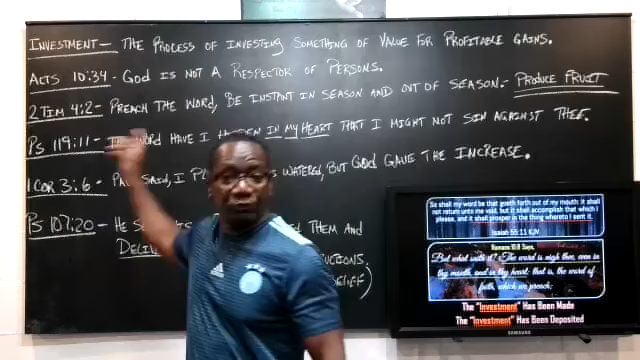 INVESTMENT — THE PROCESS OF INVESTING SOMETHING OF VALUE FOR PROFITABLE GAINS.
ACTS 10:34 - GOD IS NOT A RESPECTOR OF PERSONS.
2 TIM 4:2 - PREACH THE WORD, BE INSTANT IN SEASON AND OUT OF SEASON. - PRODUCE FRUIT
PS 119:11 - WORD HAVE I IN MY HEART THAT I MIGHT NOT SIN AGAINST THEE.
1 COR 3:6 - PAUL SAID, I WATERED, BUT GOD GAVE THE INCREASE.
PS 107:20 - HE THEM AND
So shall my word be that goeth forth out of my mouth: it shall
not return unto me void, but it shall accomplish that which I
please, and it shall prosper in the thing whereto I sent it.
Isaiah 55:11 KJV
Romans 10:8 Says,
But what saith it? The word is nigh thee, even in
thy mouth, and in thy heart: that is, the word of
faith, which we preach;
The "Investment" Has Been Made
The "Investment" Has Been Deposited
SAMSUNG
adidas